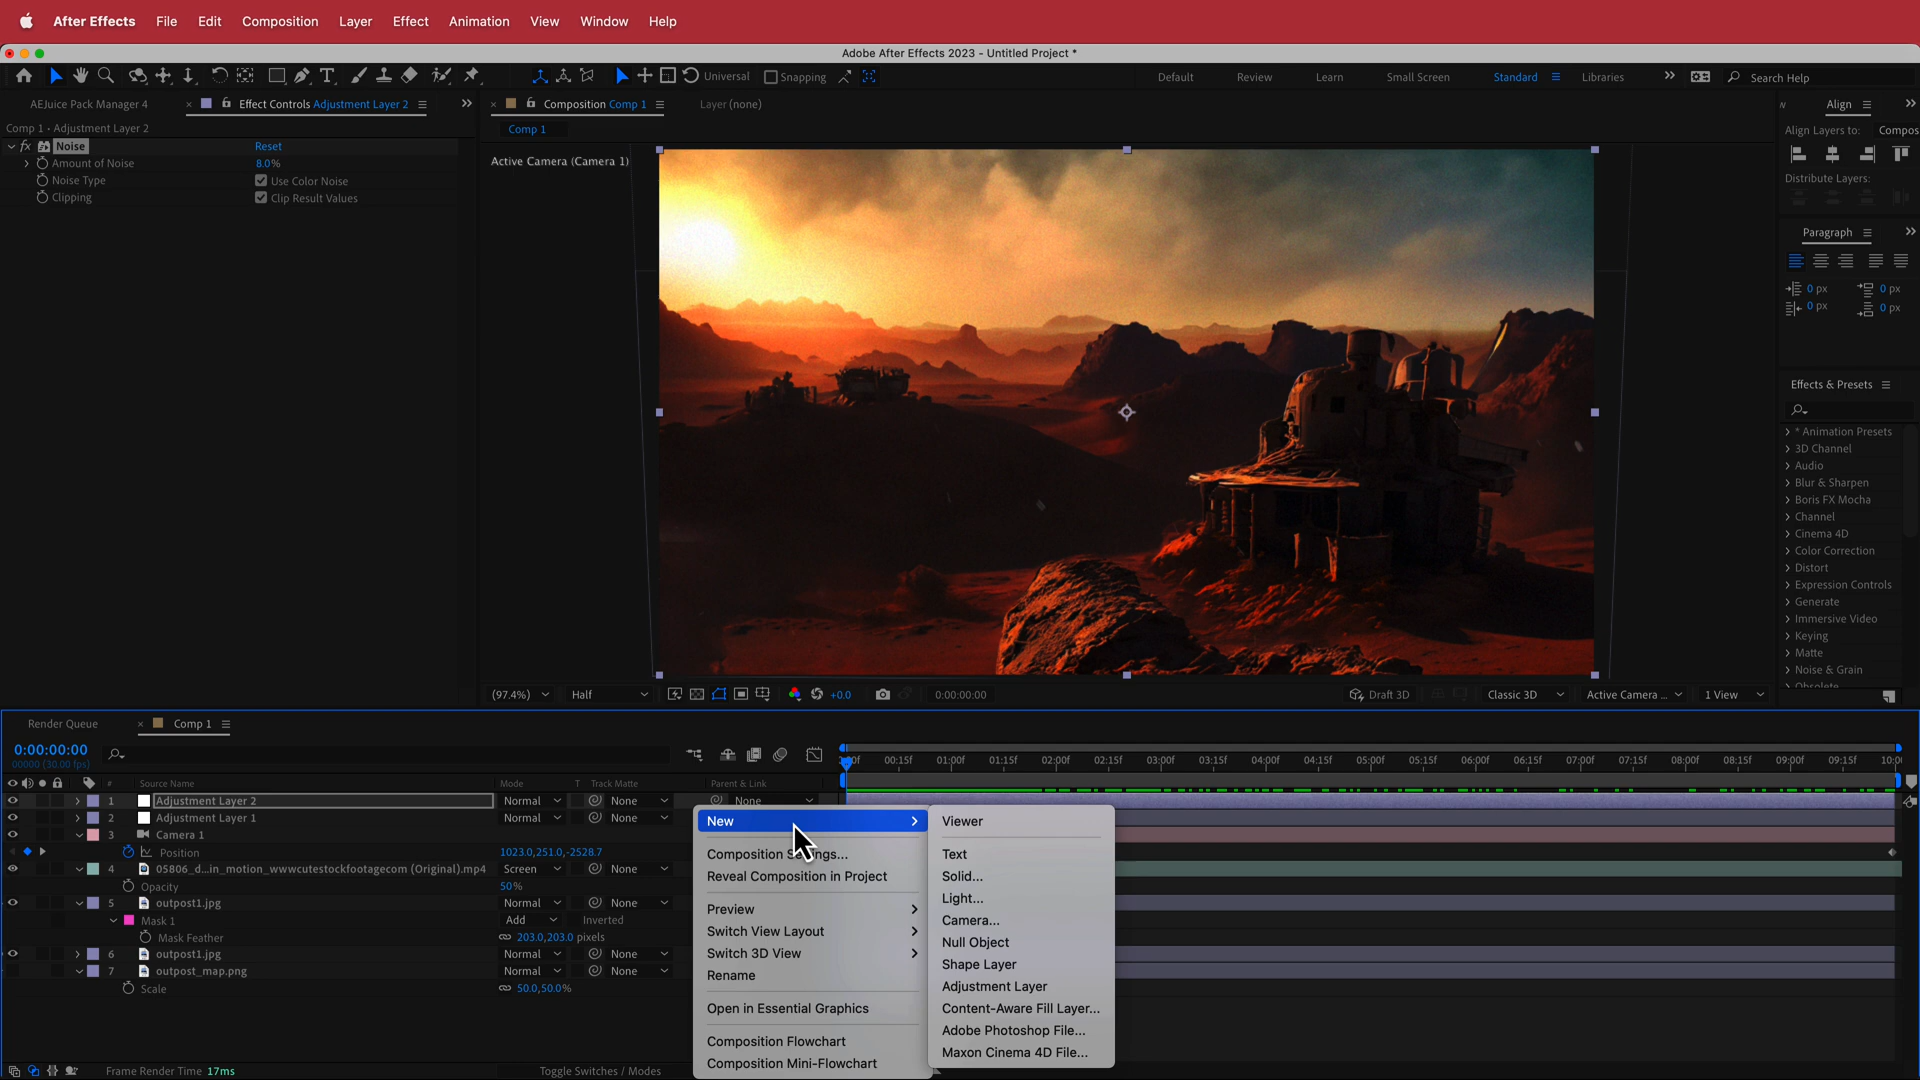 After Effects File Edit Composition Layer Effect Animation View Window Help
Adobe After Effects 2023 - Untitled Project *
Universal Snapping Default Review Learn Small Screen Standard Libraries Search Help
AEJuice Pack Manager 4 Effect Controls Adjustment Layer 2
Comp 1 • Adjustment Layer 2
fx Noise Reset
Amount of Noise 8.0%
Noise Type Use Color Noise
Clipping Clip Result Values
Composition Comp 1 Layer (none)
Comp 1
Active Camera (Camera 1)
(97.4%) Half +0.0 0:00:00:00 Draft 3D Classic 3D Active Camera ... 1 View
Align
Align Layers to: Compos
Distribute Layers:
Paragraph
0 px 0 px
0 px 0 px
Effects & Presets
* Animation Presets
3D Channel
Audio
Blur & Sharpen
Boris FX Mocha
Channel
Cinema 4D
Color Correction
Distort
Expression Controls
Generate
Immersive Video
Keying
Matte
Noise & Grain
Obsolete
Render Queue Comp 1
0:00:00:00
00000 (30.00 fps)
00f 00:15f 01:00f 01:15f 02:00f 02:15f 03:00f 03:15f 04:00f 04:15f 05:00f 05:15f 06:00f 06:15f 07:00f 07:15f 08:00f 08:15f 09:00f 09:15f 10:0
# Source Name Mode T Track Matte Parent & Link
1 Adjustment Layer 2 Normal None None
2 Adjustment Layer 1 Normal None
3 Camera 1
Position 1023.0,251.0,-2528.7
4 05806_d...in_motion_wwwcutestockfootagecom (Original).mp4 Screen None
Opacity 50%
5 outpost1.jpg Normal None
Mask 1 Add Inverted
Mask Feather 203.0,203.0 pixels
6 outpost1.jpg Normal None
7 outpost_map.png Normal None
Scale 50.0,50.0%
Frame Render Time 17ms Toggle Switches / Modes
New
Composition Se ngs...
Reveal Composition in Project
Preview
Switch View Layout
Switch 3D View
Rename
Open in Essential Graphics
Composition Flowchart
Composition Mini-Flowchart
Viewer
Text
Solid...
Light...
Camera...
Null Object
Shape Layer
Adjustment Layer
Content-Aware Fill Layer...
Adobe Photoshop File...
Maxon Cinema 4D File...